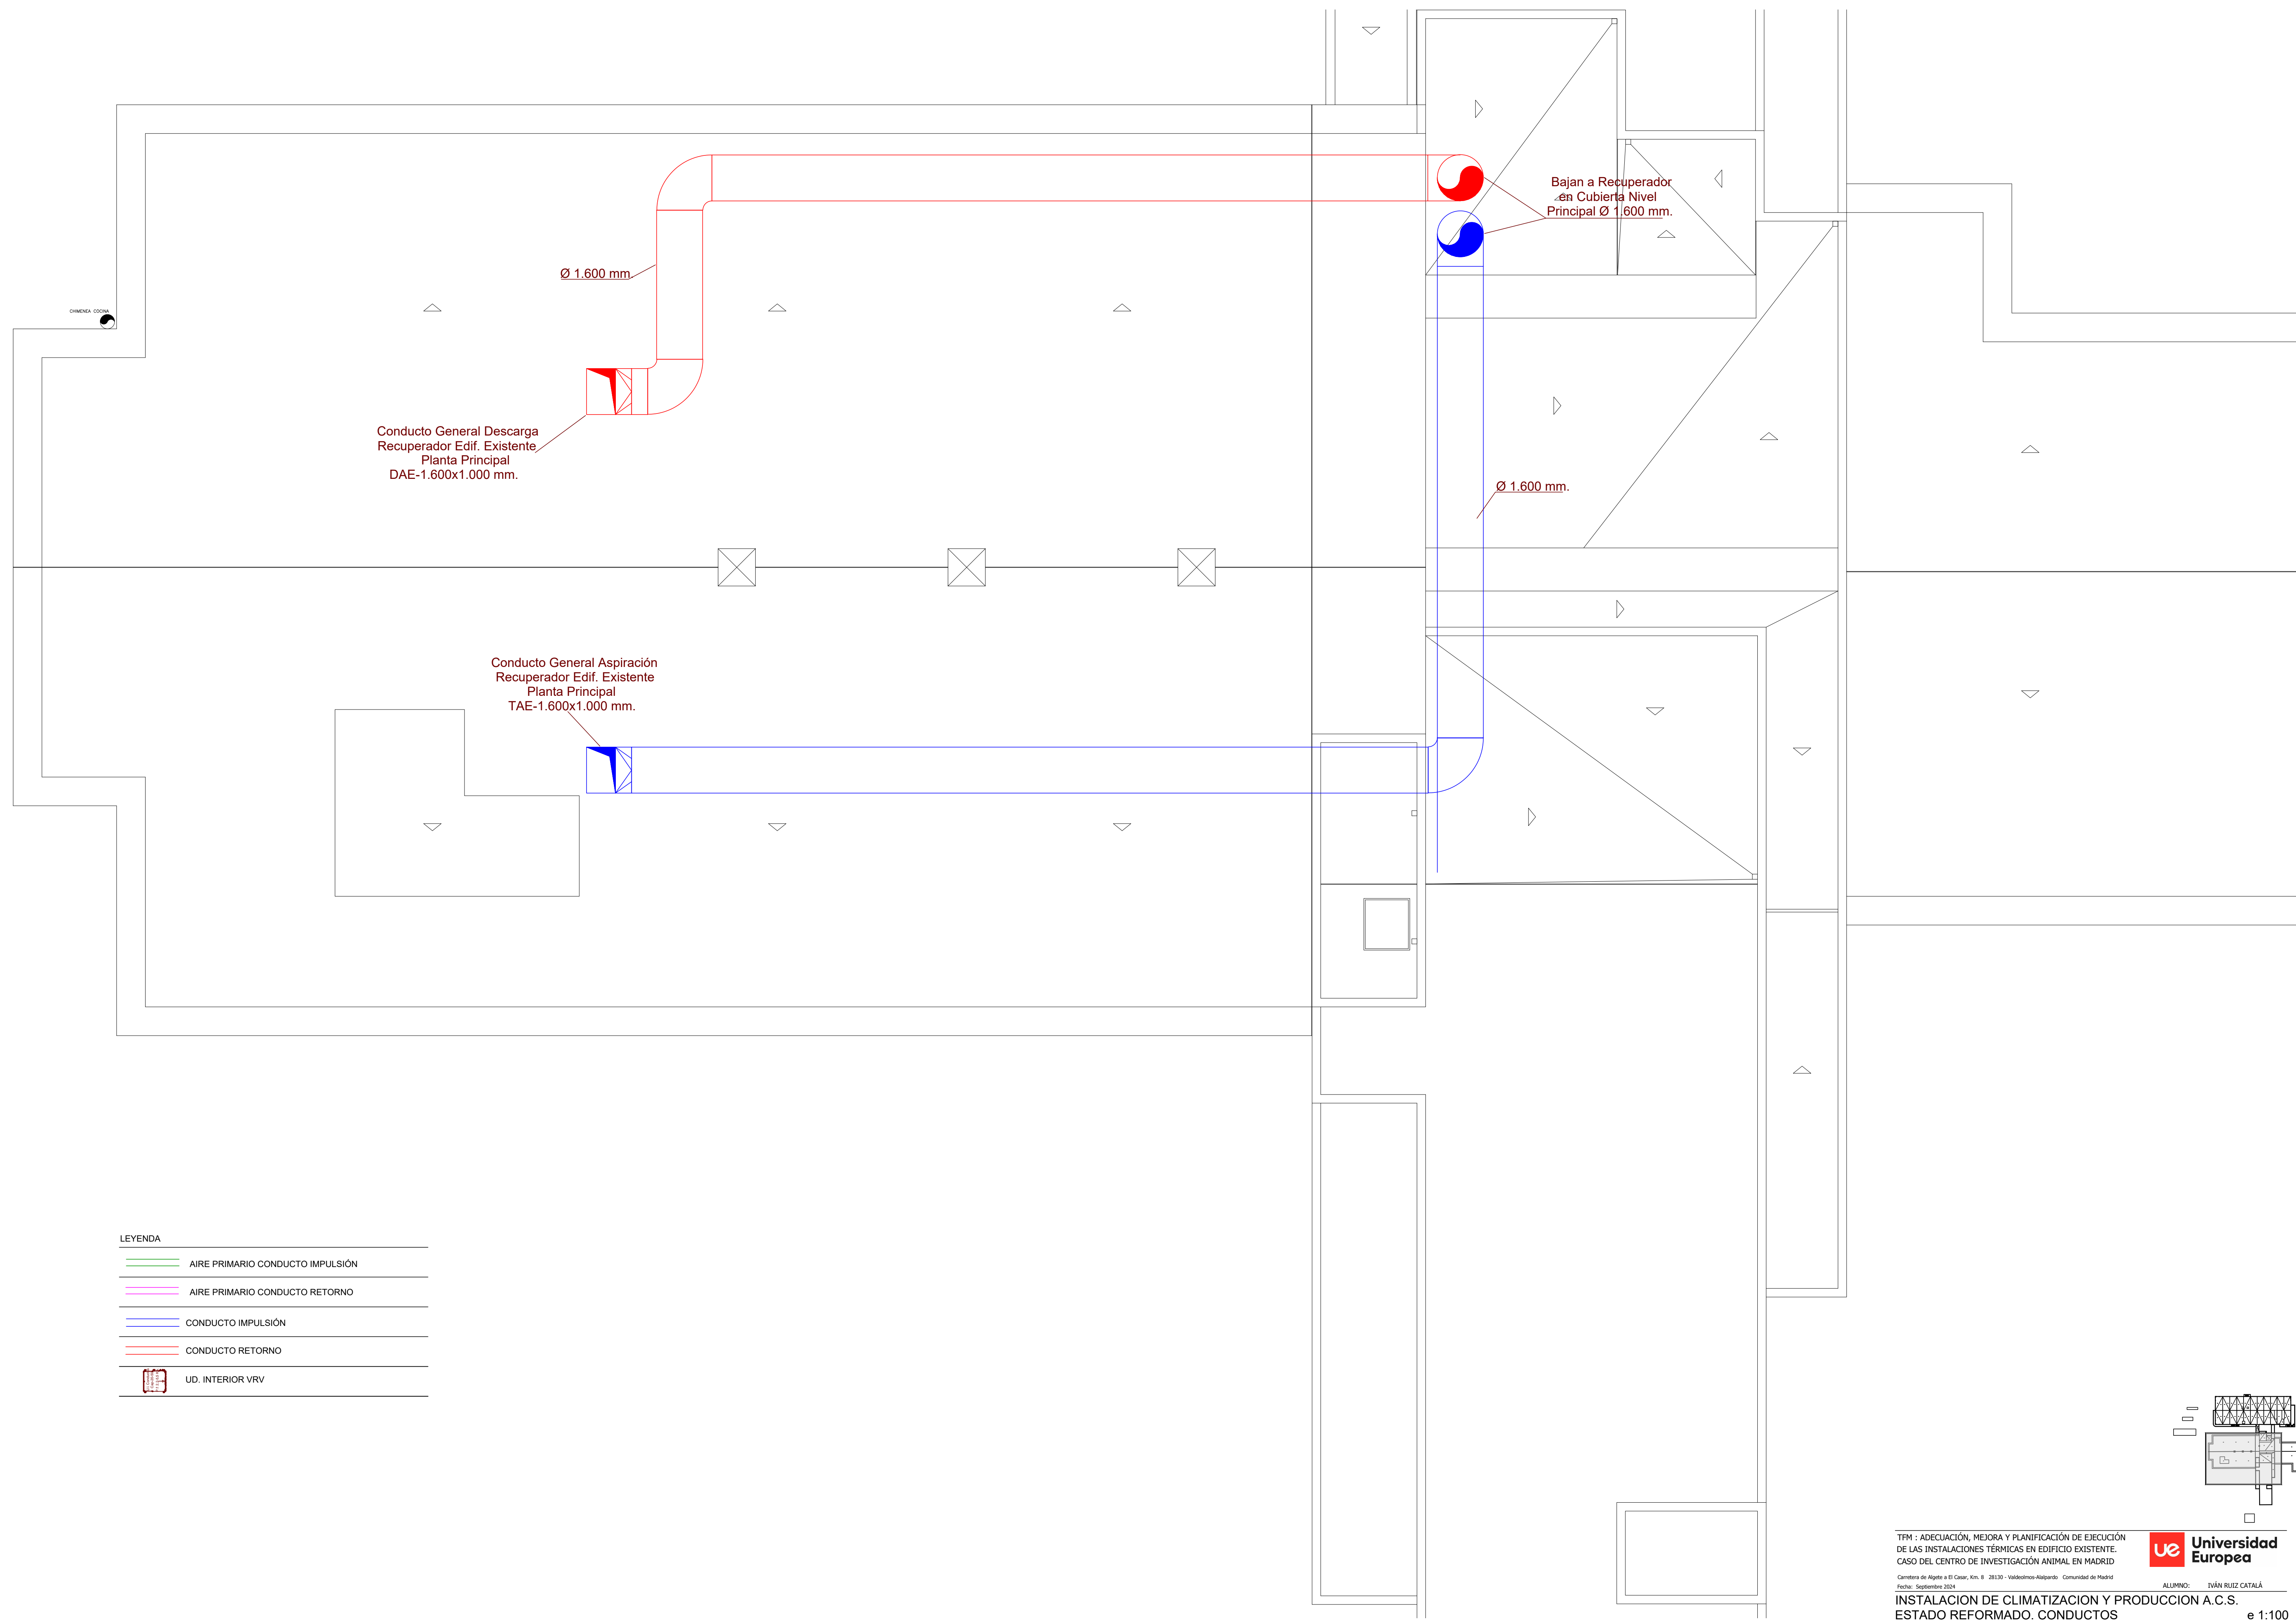 Bajan a Recuperador
en Cubierta Nivel
Principal Ø 1.600 mm.
Ø 1.600 mm.
CHIMENEA COCINA
Conducto General Descarga
Recuperador Edif. Existente
Planta Principal
DAE-1.600x1.000 mm.
Ø 1.600 mm.
Conducto General Aspiración
Recuperador Edif. Existente
Planta Principal
TAE-1.600x1.000 mm.
LEYENDA
AIRE PRIMARIO CONDUCTO IMPULSIÓN
AIRE PRIMARIO CONDUCTO RETORNO
CONDUCTO IMPULSIÓN
CONDUCTO RETORNO
UD. INTERIOR VRV
TFM : ADECUACIÓN, MEJORA Y PLANIFICACIÓN DE EJECUCIÓN
DE LAS INSTALACIONES TÉRMICAS EN EDIFICIO EXISTENTE.
CASO DEL CENTRO DE INVESTIGACIÓN ANIMAL EN MADRID
ue Universidad
Europea
Carretera de Algete a El Casar, Km. 8 28130 - Valdeolmos-Alalpardo Comunidad de Madrid
Fecha: Septiembre 2024
ALUMNO: IVÁN RUIZ CATALÁ
INSTALACION DE CLIMATIZACION Y PRODUCCION A.C.S.
ESTADO REFORMADO. CONDUCTOS e 1:100